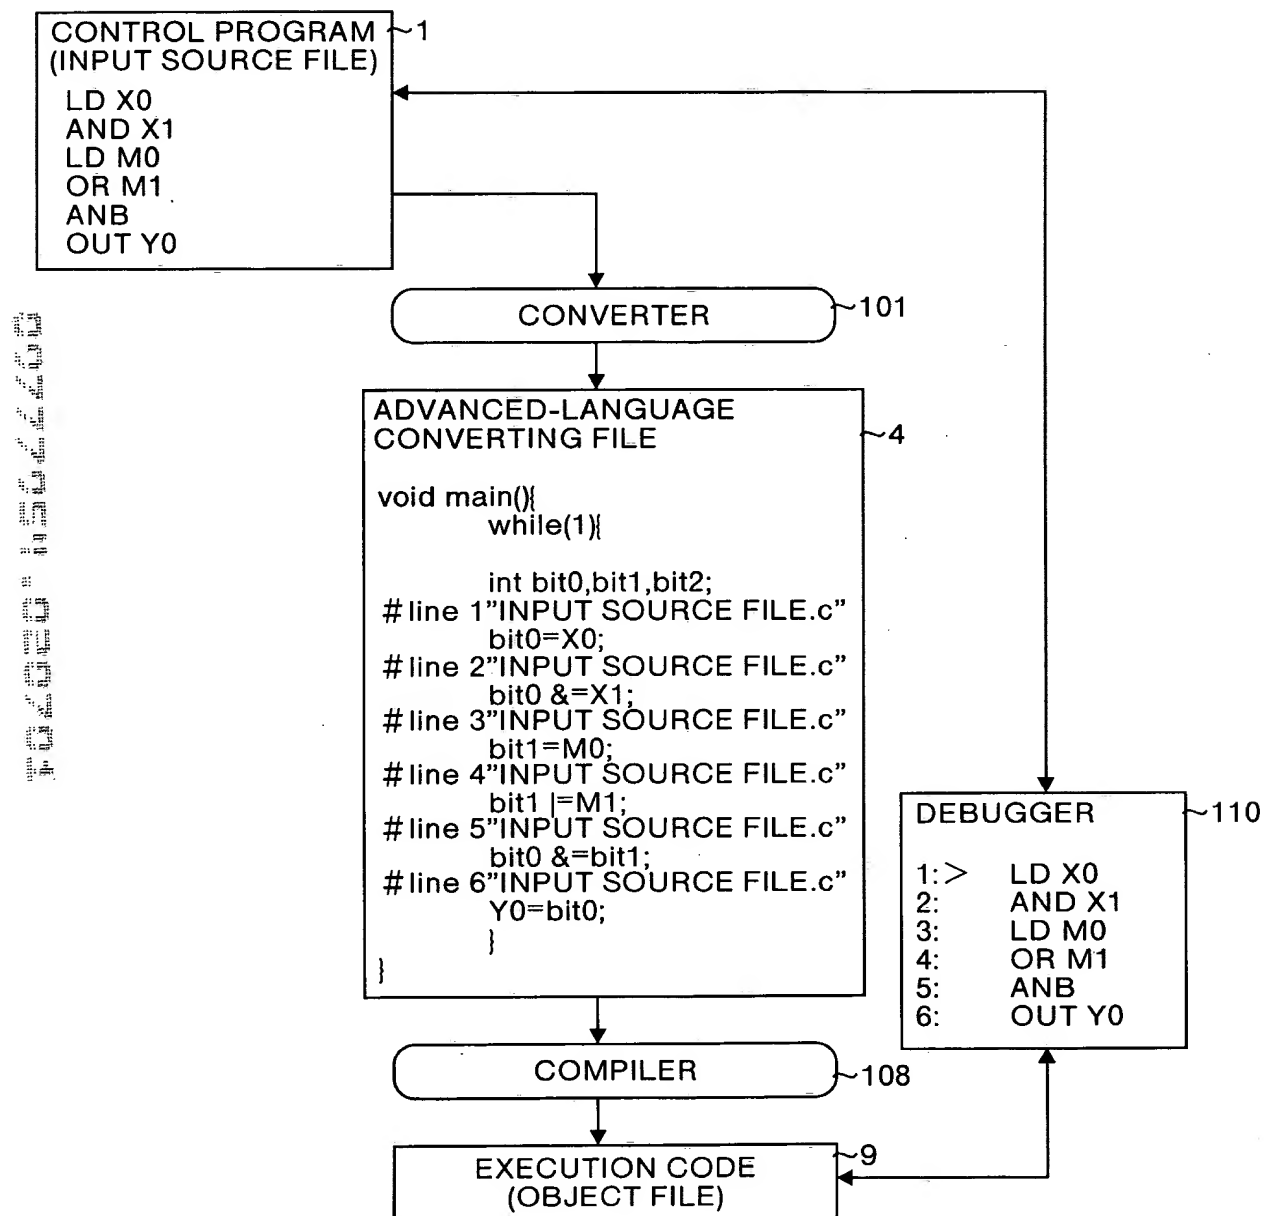 CONTROL PROGRAM
(INPUT SOURCE FILE)
~1
LD X0
AND X1
LD M0
OR M1
ANB
OUT Y0
CONVERTER
~101
ADVANCED-LANGUAGE
CONVERTING FILE
~4
void main(){
while(1){
int bit0,bit1,bit2;
#line 1"INPUT SOURCE FILE.c"
bit0=X0;
#line 2"INPUT SOURCE FILE.c"
bit0 &=X1;
#line 3"INPUT SOURCE FILE.c"
bit1=M0;
#line 4"INPUT SOURCE FILE.c"
bit1 |=M1;
#line 5"INPUT SOURCE FILE.c"
bit0 &=bit1;
#line 6"INPUT SOURCE FILE.c"
Y0=bit0;
}
}
DEBUGGER
~110
1:> LD X0
2: AND X1
3: LD M0
4: OR M1
5: ANB
6: OUT Y0
COMPILER
~108
EXECUTION CODE
(OBJECT FILE)
~9